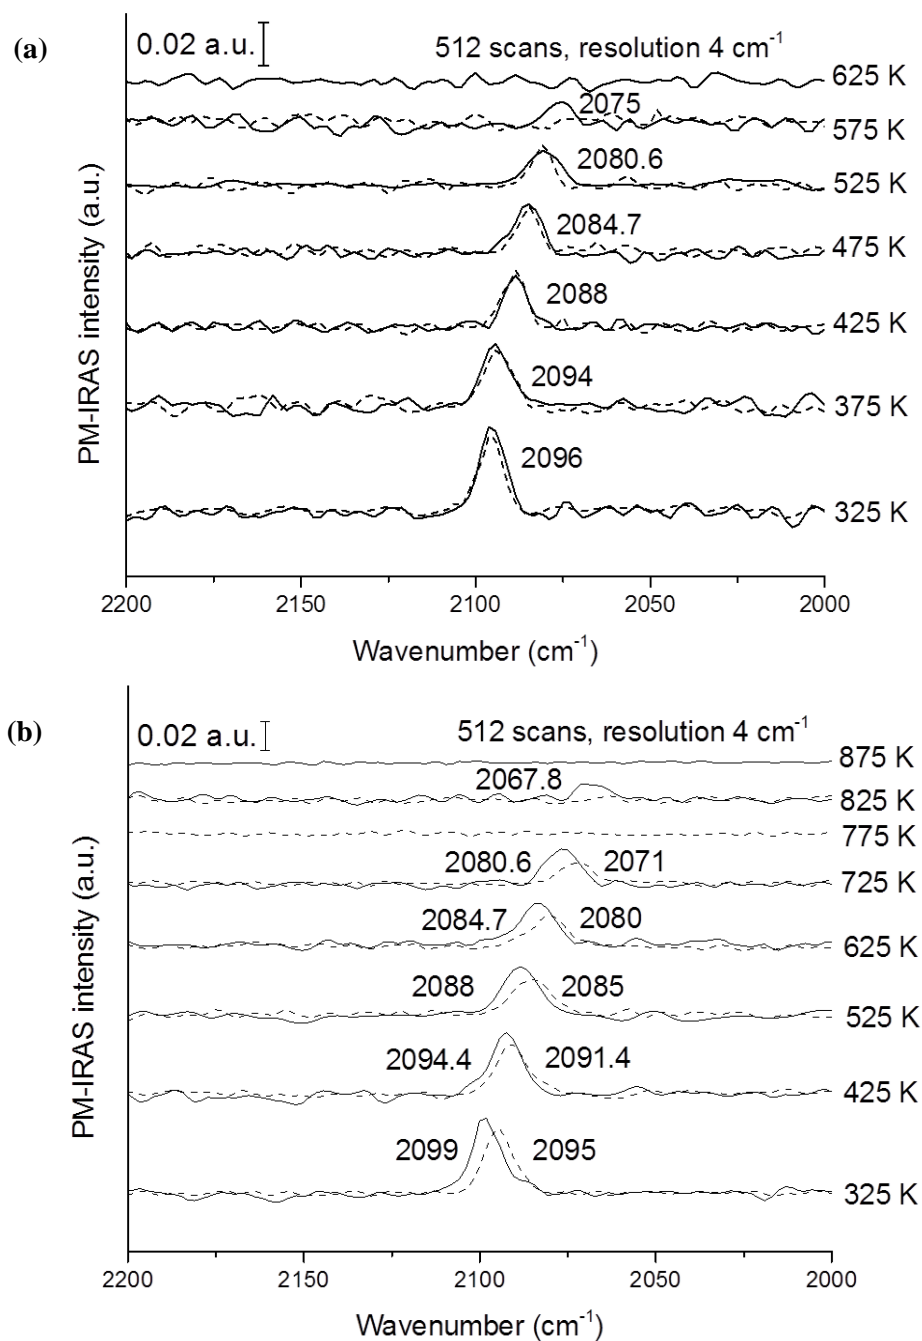 (a)
0.02 a.u.
512 scans, resolution 4 cm⁻¹
625 K
2075
575 K
2080.6
525 K
2084.7
475 K
2088
425 K
2094
375 K
2096
325 K
PM-IRAS intensity (a.u.)
2200 2150 2100 2050 2000
Wavenumber (cm⁻¹)
(b)
0.02 a.u.
512 scans, resolution 4 cm⁻¹
875 K
2067.8
825 K
775 K
2080.6 2071
725 K
2084.7 2080
625 K
2088 2085
525 K
2094.4 2091.4
425 K
2099 2095
325 K
PM-IRAS intensity (a.u.)
2200 2150 2100 2050 2000
Wavenumber (cm⁻¹)